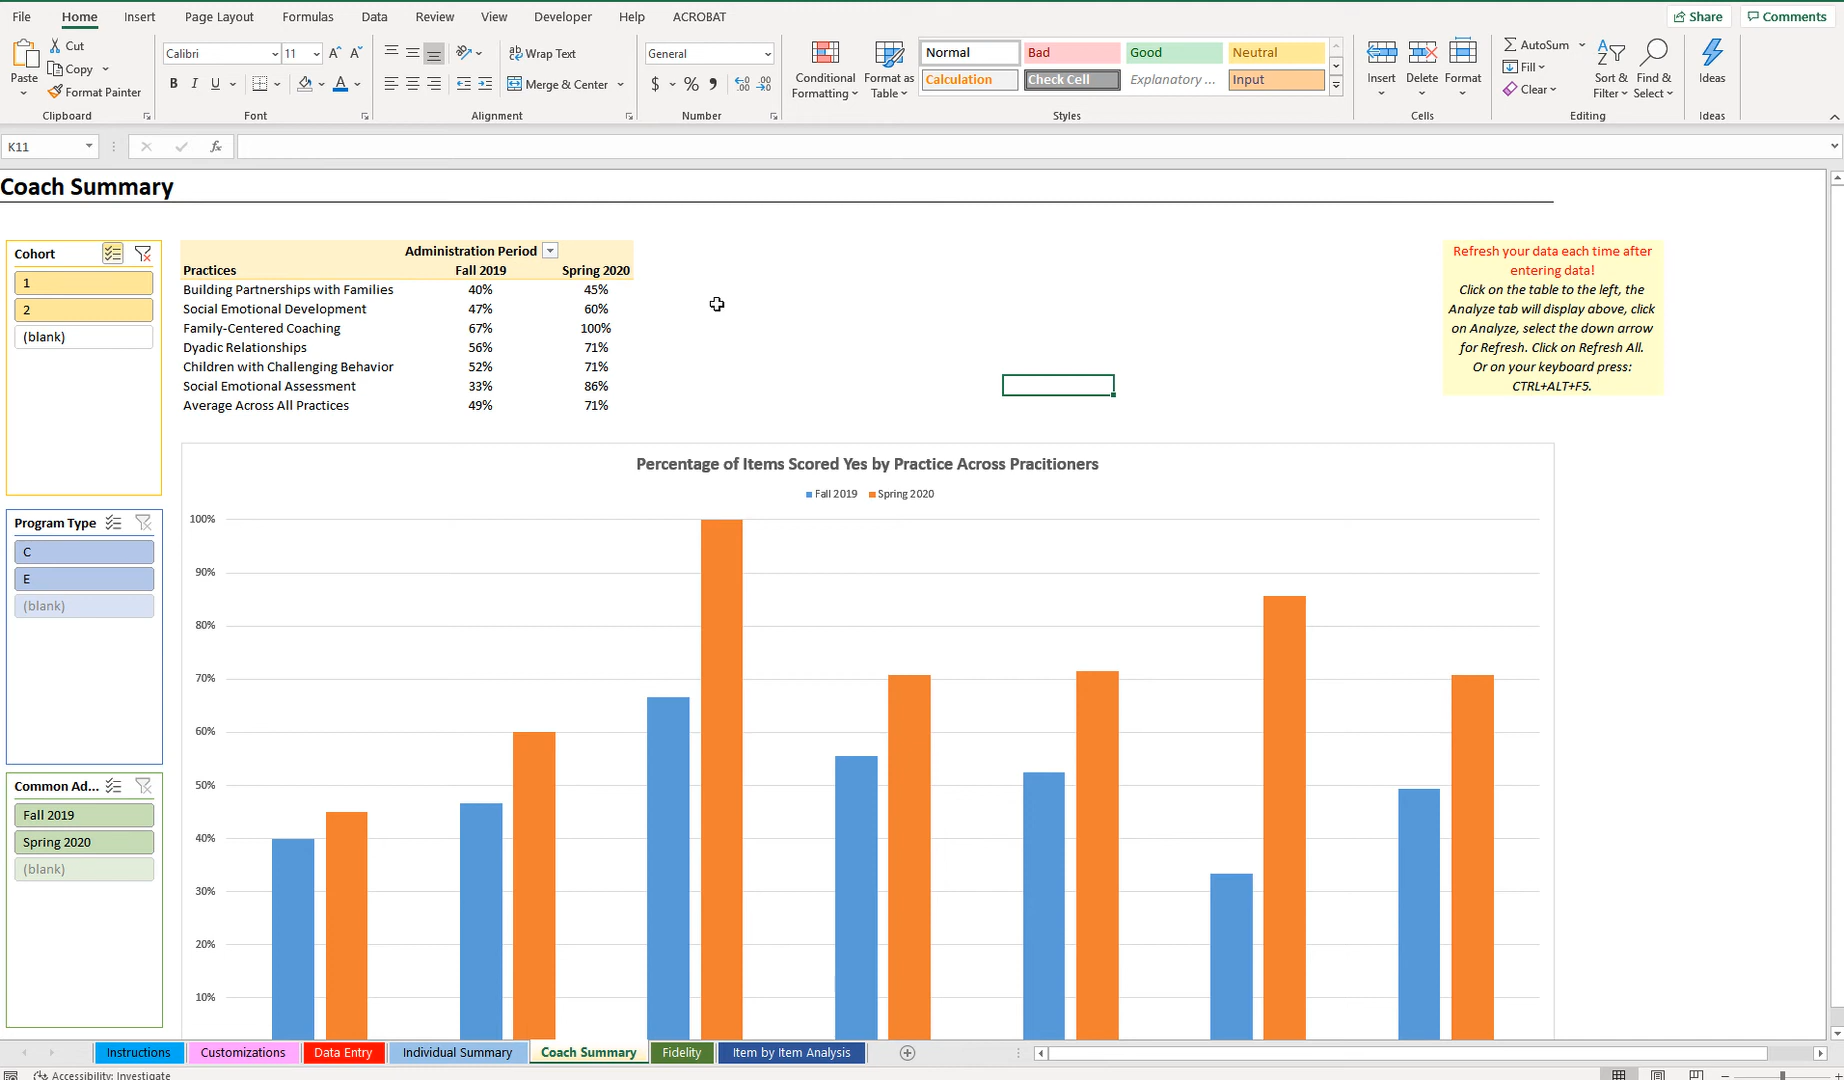 File Home Insert Page Layout Formulas Data Review View Developer Help ACROBAT Share Comments
Paste Cut Copy Format Painter Clipboard
Calibri 11 A A B I U A Font
Wrap Text Merge & Center Alignment
General $ % , Number
Conditional Formatting Format as Table
Normal Bad Good Neutral
Calculation Check Cell Explanatory ... Input
Styles
Insert Delete Format Cells
AutoSum Fill Clear Sort & Filter Find & Select Editing
Ideas Ideas
K11 fx
Coach Summary
Cohort
1
2
(blank)
Program Type
C
E
(blank)
Common Ad...
Fall 2019
Spring 2020
(blank)
Administration Period
Practices Fall 2019 Spring 2020
Building Partnerships with Families 40% 45%
Social Emotional Development 47% 60%
Family-Centered Coaching 67% 100%
Dyadic Relationships 56% 71%
Children with Challenging Behavior 52% 71%
Social Emotional Assessment 33% 86%
Average Across All Practices 49% 71%
Refresh your data each time after
entering data!
Click on the table to the left, the
Analyze tab will display above, click
on Analyze, select the down arrow
for Refresh. Click on Refresh All.
Or on your keyboard press:
CTRL+ALT+F5.
Percentage of Items Scored Yes by Practice Across Pracitioners
Fall 2019 Spring 2020
100%
90%
80%
70%
60%
50%
40%
30%
20%
10%
Instructions Customizations Data Entry Individual Summary Coach Summary Fidelity Item by Item Analysis
Accessibility: Investigate